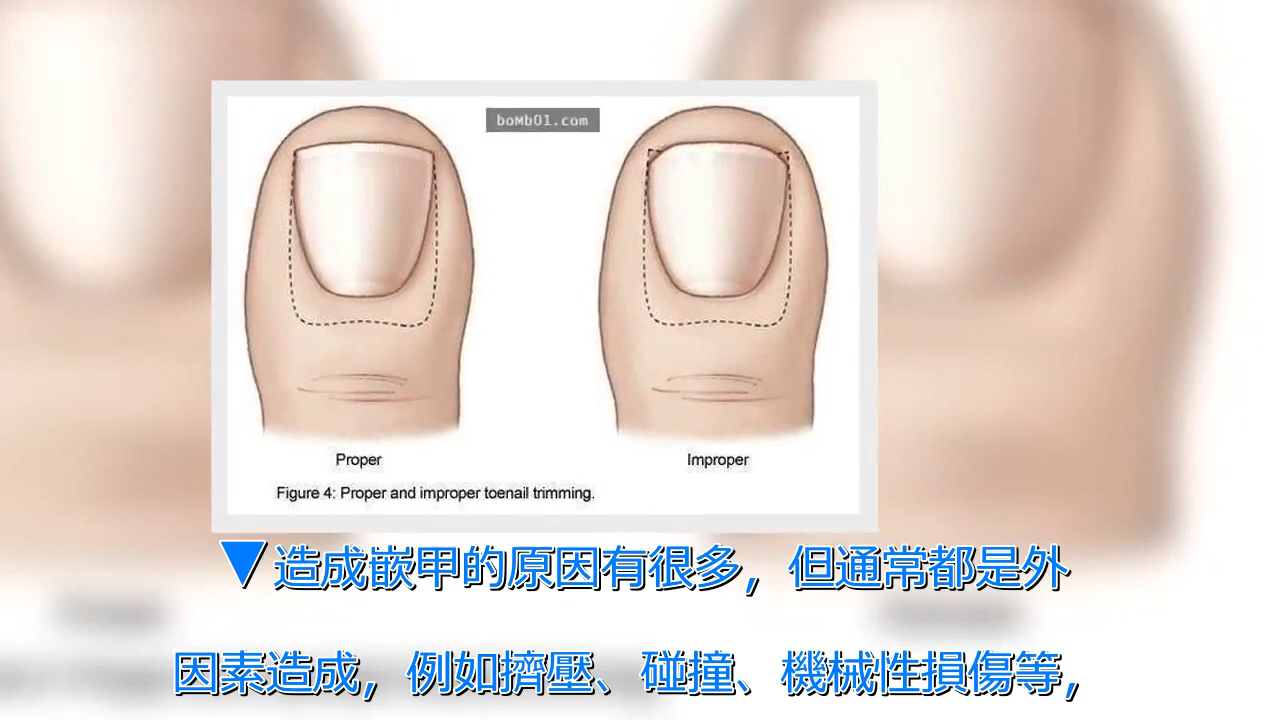 boMbO1.com
Proper
Improper
Figure 4: Proper and improper toenail trimming.
▼造成嵌甲的原因有很多，但通常都是外
因素造成，例如擠壓、碰撞、機械性損傷等，